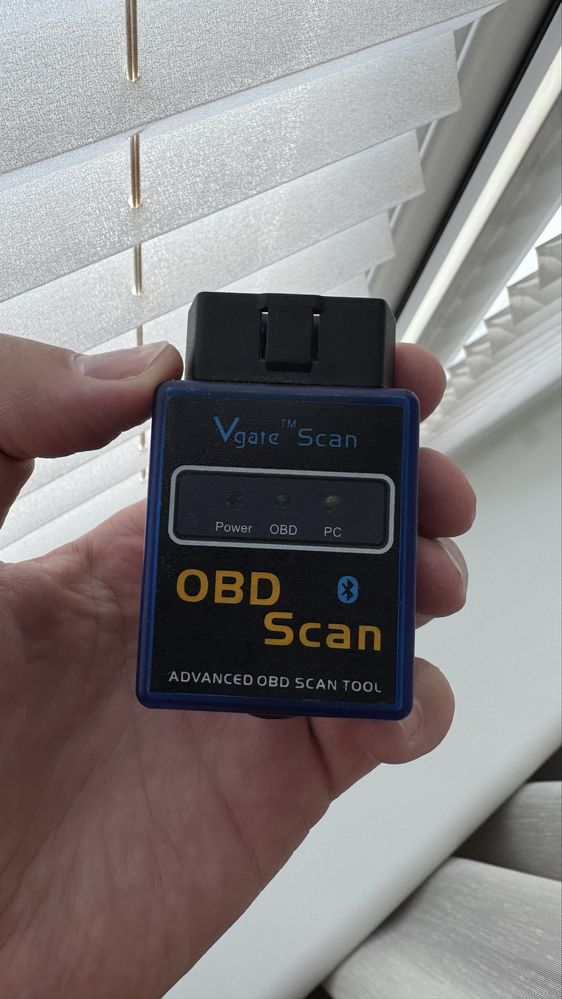 Vgate™ Scan
Power OBD PC
OBD
Scan
ADVANCED OBD SCAN TOOL